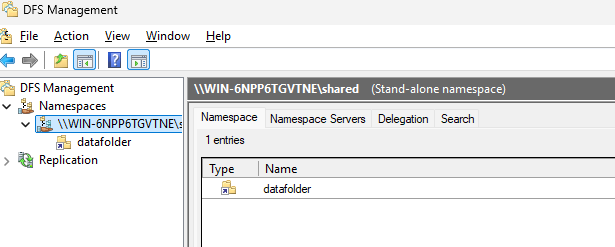 DFS Management
File Action View Window Help
DFS Management
Namespaces
\\WIN-6NPP6TGVTNE\s
datafolder
Replication
\\WIN-6NPP6TGVTNE\shared (Stand-alone namespace)
Namespace Namespace Servers Delegation Search
1 entries
Type Name
datafolder